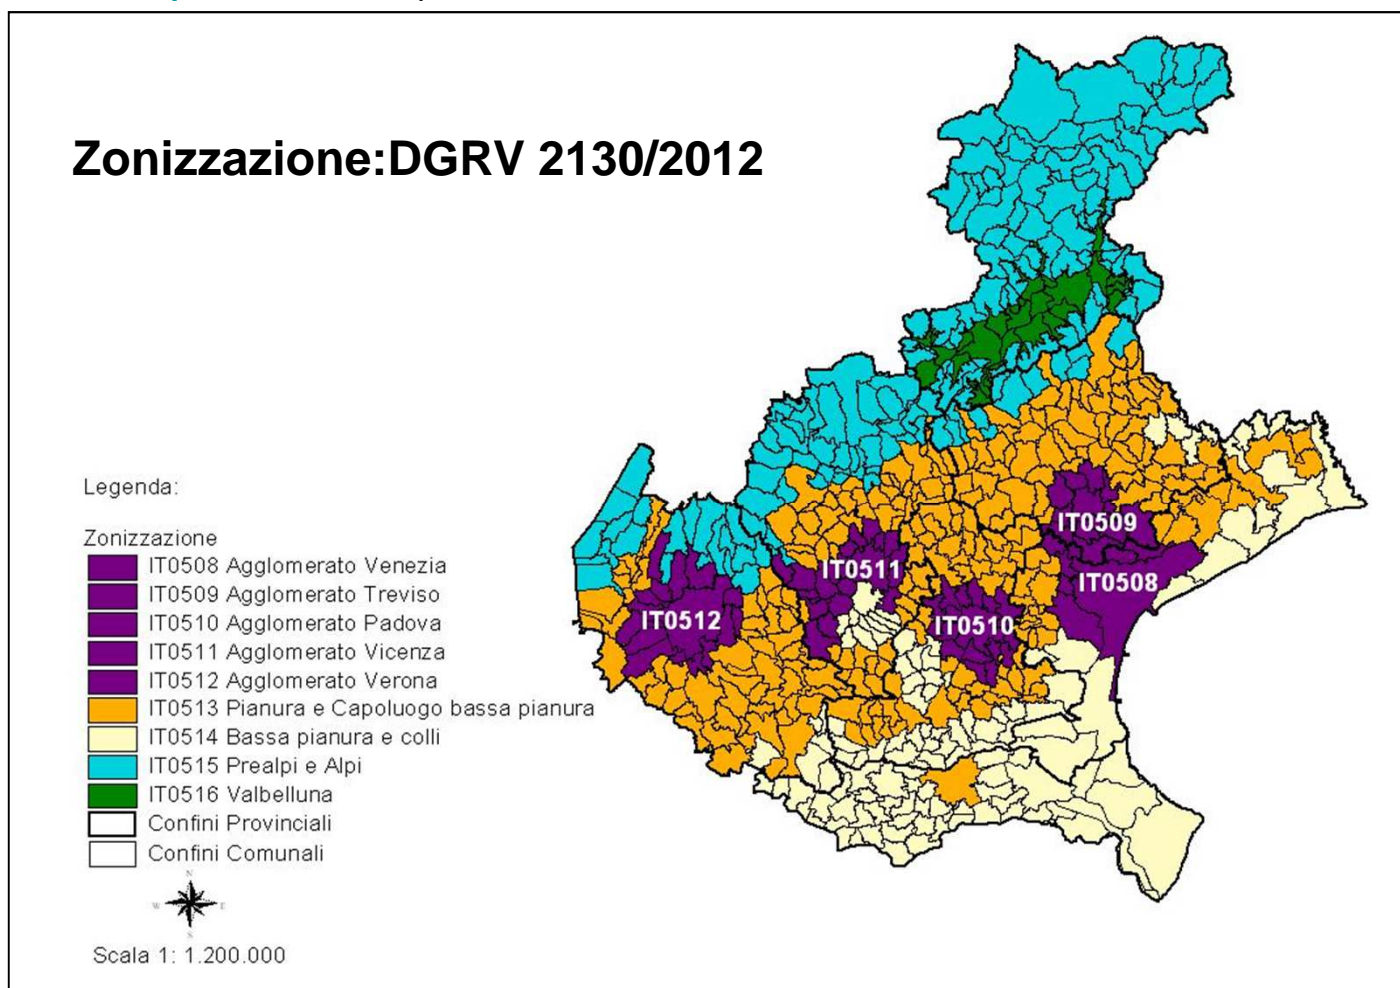 Zonizzazione:DGRV 2130/2012
IT0509
IT0508
IT0511
IT0510
IT0512
Legenda:
Zonizzazione
IT0508 Agglomerato Venezia
IT0509 Agglomerato Treviso
IT0510 Agglomerato Padova
IT0511 Agglomerato Vicenza
IT0512 Agglomerato Verona
IT0513 Pianura e Capoluogo bassa pianura
IT0514 Bassa pianura e colli
IT0515 Prealpi e Alpi
IT0516 Valbelluna
Confini Provinciali
Confini Comunali
N
W E
S
Scala 1: 1.200.000